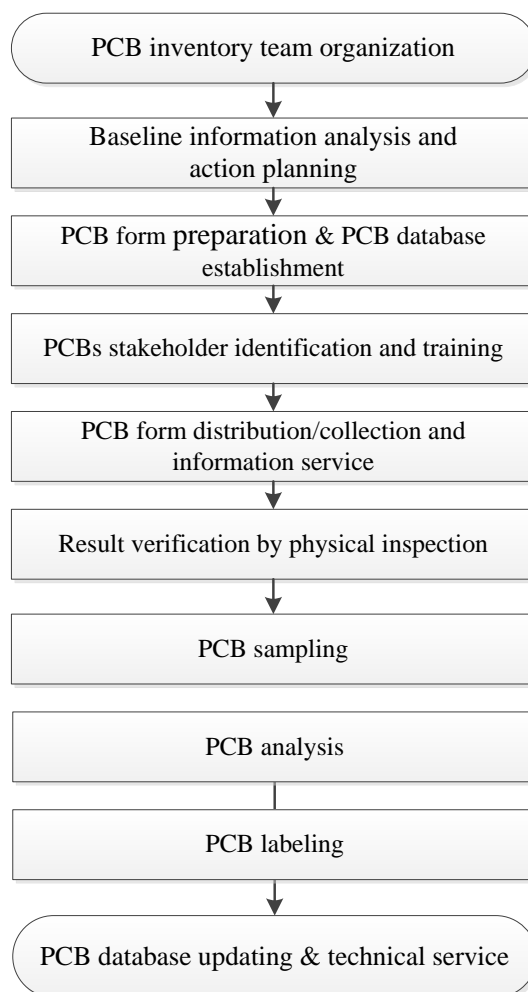 PCB inventory team organization
Baseline information analysis and
action planning
PCB form preparation & PCB database
establishment
PCBs stakeholder identification and training
PCB form distribution/collection and
information service
Result verification by physical inspection
PCB sampling
PCB analysis
PCB labeling
PCB database updating & technical service